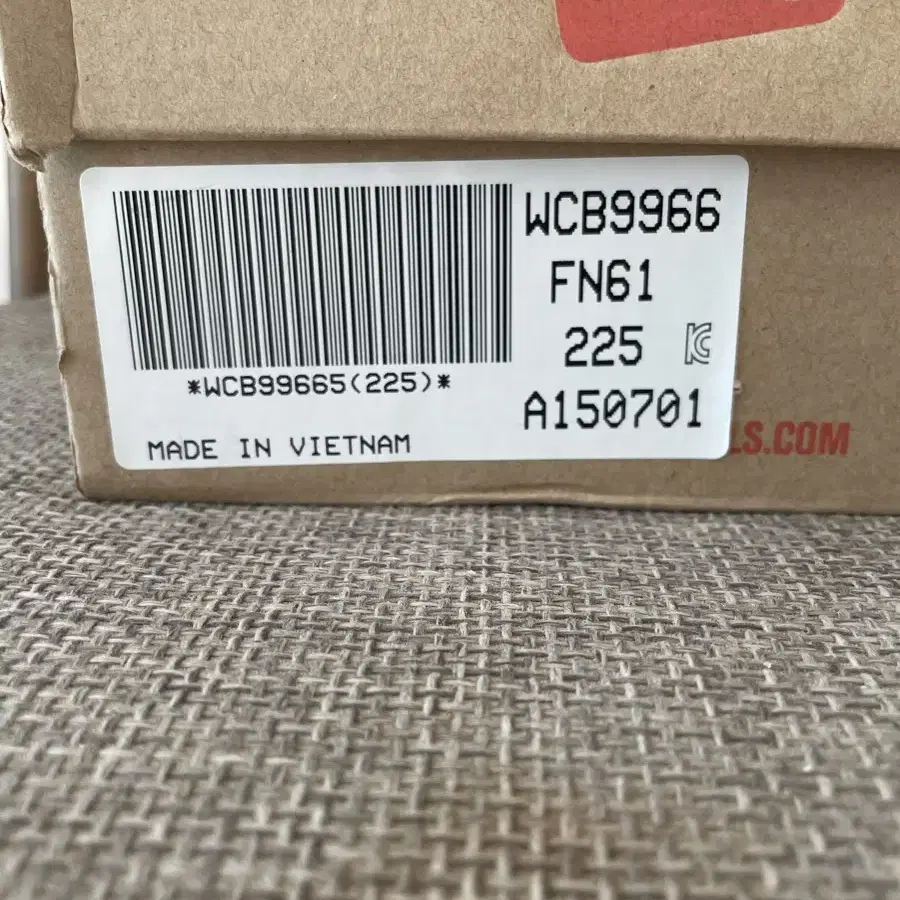 WCB9966
FN61
225
A150701
*WCB99665(225)*
MADE IN VIETNAM
LS.COM